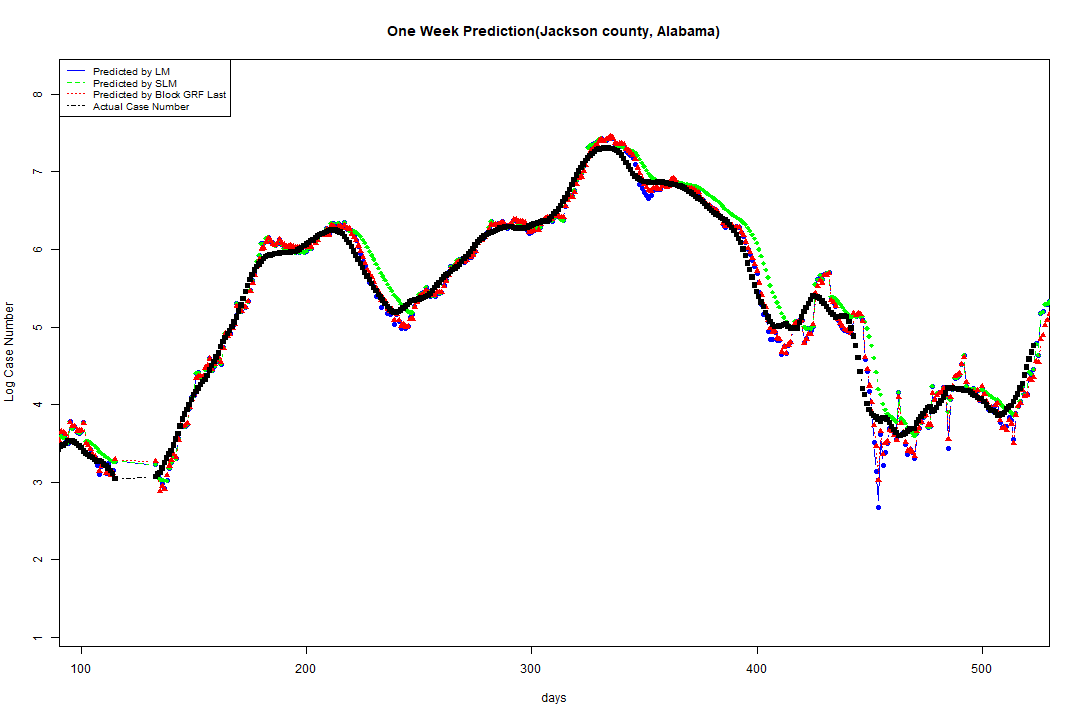 One Week Prediction(Jackson county, Alabama)
Predicted by LM
Predicted by SLM
Predicted by Block GRF Last
Actual Case Number
8
7
6
5
4
3
2
1
Log Case Number
100 200 300 400 500
days